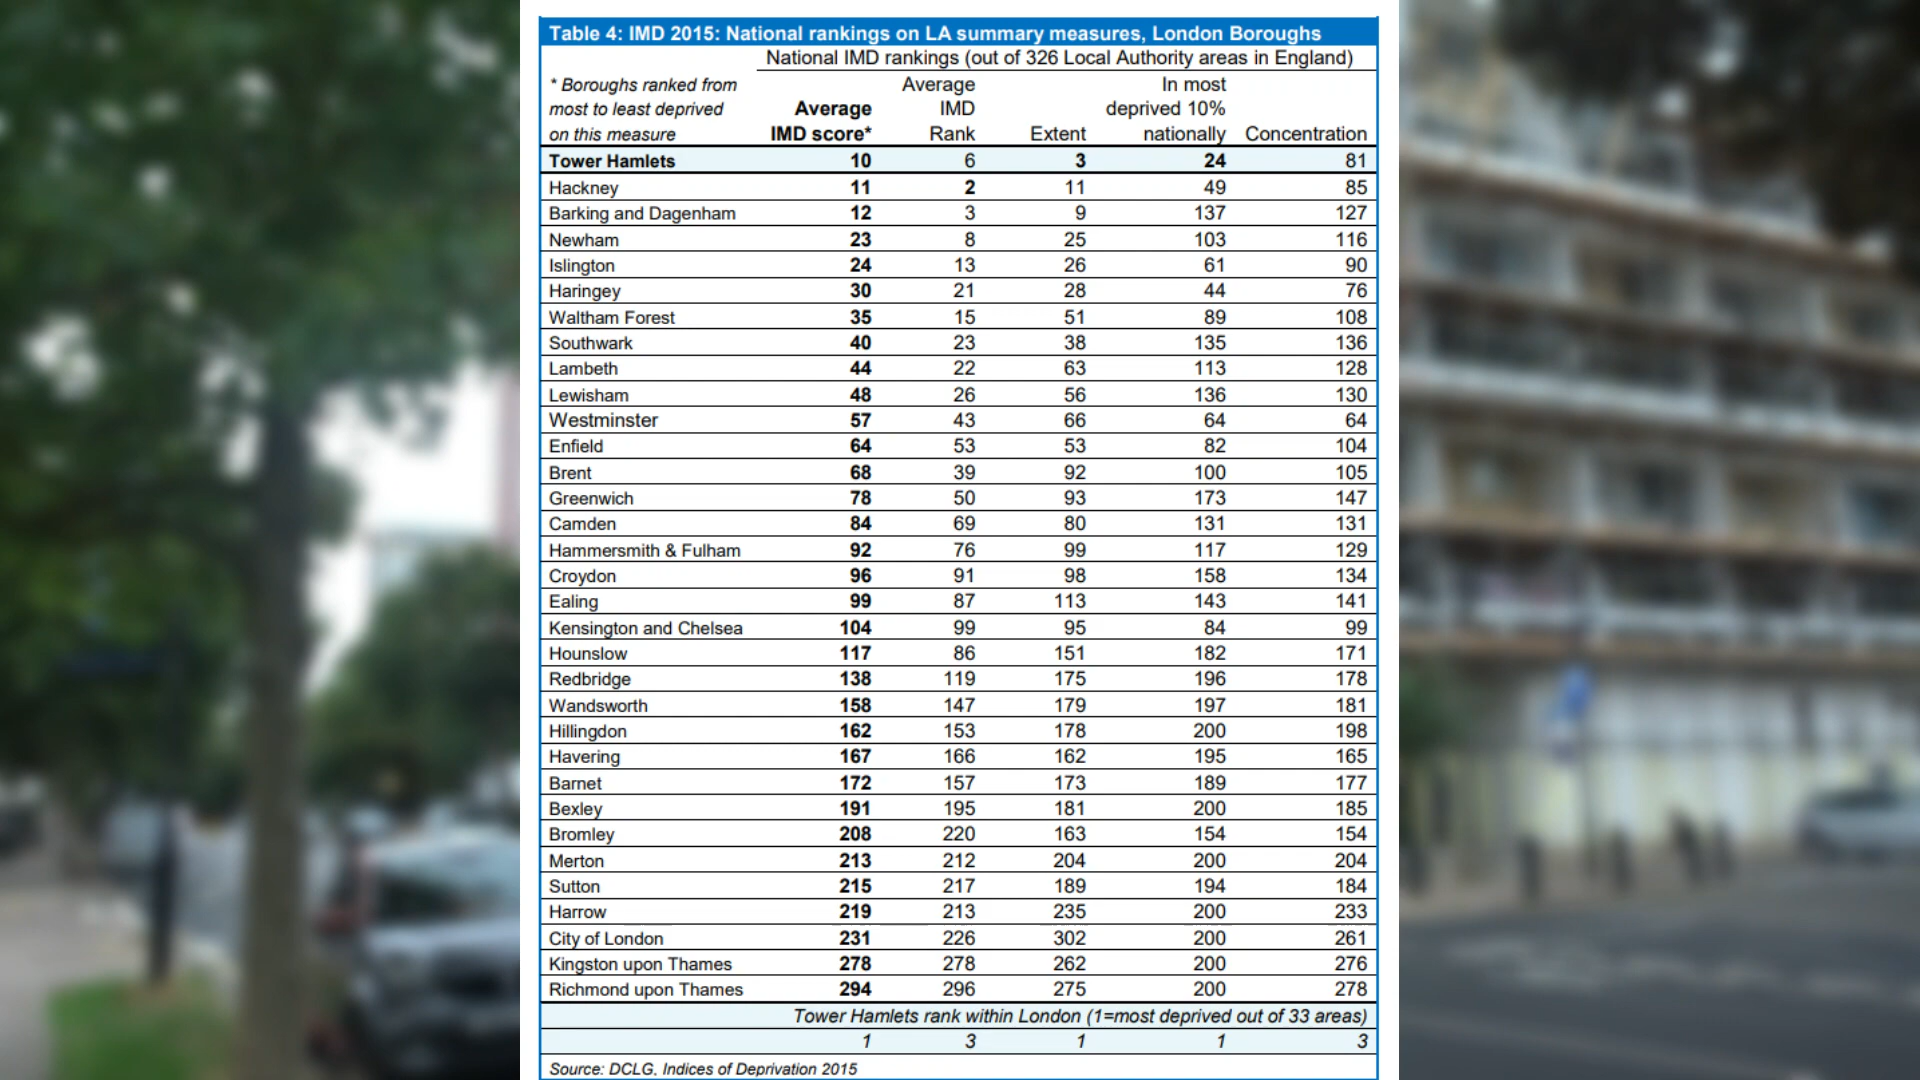 Table 4: IMD 2015: National rankings on LA summary measures, London Boroughs
National IMD rankings (out of 326 Local Authority areas in England)
* Boroughs ranked from most to least deprived on this measure
Average IMD score*
Average IMD Rank
Extent
In most deprived 10% nationally
Concentration
Tower Hamlets 10 6 3 24 81
Hackney 11 2 11 49 85
Barking and Dagenham 12 3 9 137 127
Newham 23 8 25 103 116
Islington 24 13 26 61 90
Haringey 30 21 28 44 76
Waltham Forest 35 15 51 89 108
Southwark 40 23 38 135 136
Lambeth 44 22 63 113 128
Lewisham 48 26 56 136 130
Westminster 57 43 66 64 64
Enfield 64 53 53 82 104
Brent 68 39 92 100 105
Greenwich 78 50 93 173 147
Camden 84 69 80 131 131
Hammersmith & Fulham 92 76 99 117 129
Croydon 96 91 98 158 134
Ealing 99 87 113 143 141
Kensington and Chelsea 104 99 95 84 99
Hounslow 117 86 151 182 171
Redbridge 138 119 175 196 178
Wandsworth 158 147 179 197 181
Hillingdon 162 153 178 200 198
Havering 167 166 162 195 165
Barnet 172 157 173 189 177
Bexley 191 195 181 200 185
Bromley 208 220 163 154 154
Merton 213 212 204 200 204
Sutton 215 217 189 194 184
Harrow 219 213 235 200 233
City of London 231 226 302 200 261
Kingston upon Thames 278 278 262 200 276
Richmond upon Thames 294 296 275 200 278
Tower Hamlets rank within London (1=most deprived out of 33 areas)
1 3 1 1 3
Source: DCLG, Indices of Deprivation 2015